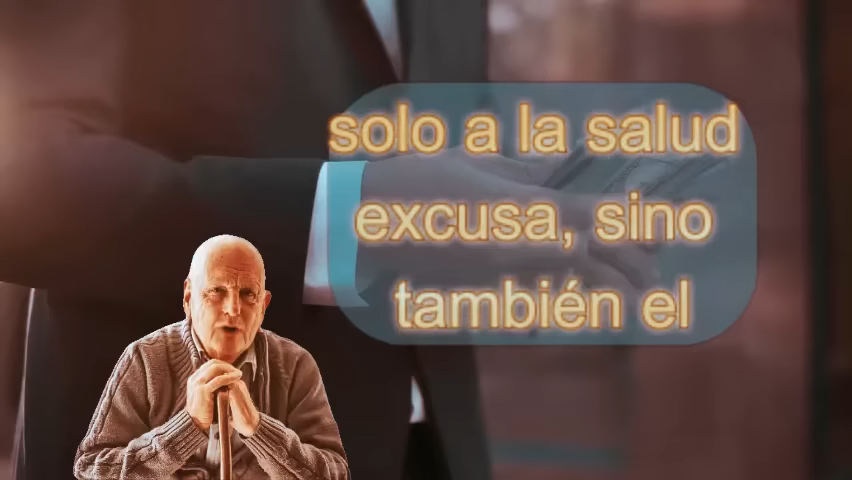 solo a la salud
excusa, sino
también el